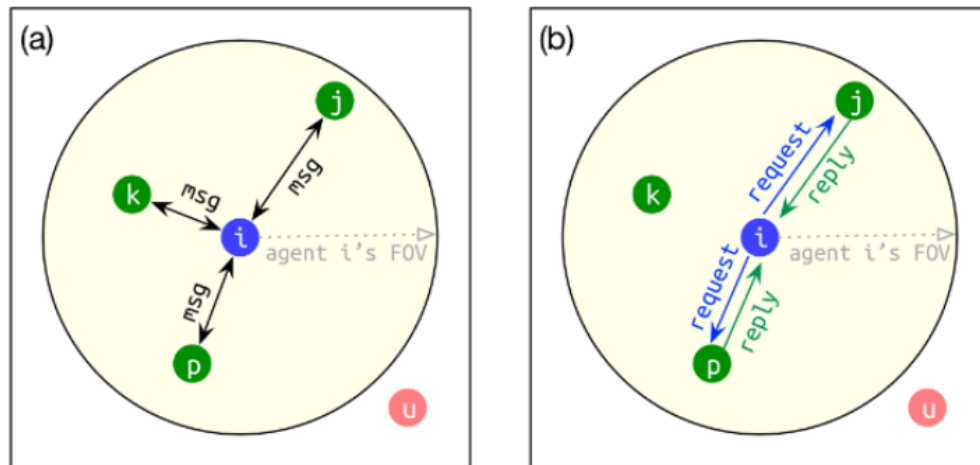 (a)
j
msg
k
msg
i
agent i's FOV
msg
p
u
(b)
j
request
reply
k
i
agent i's FOV
request
reply
p
u